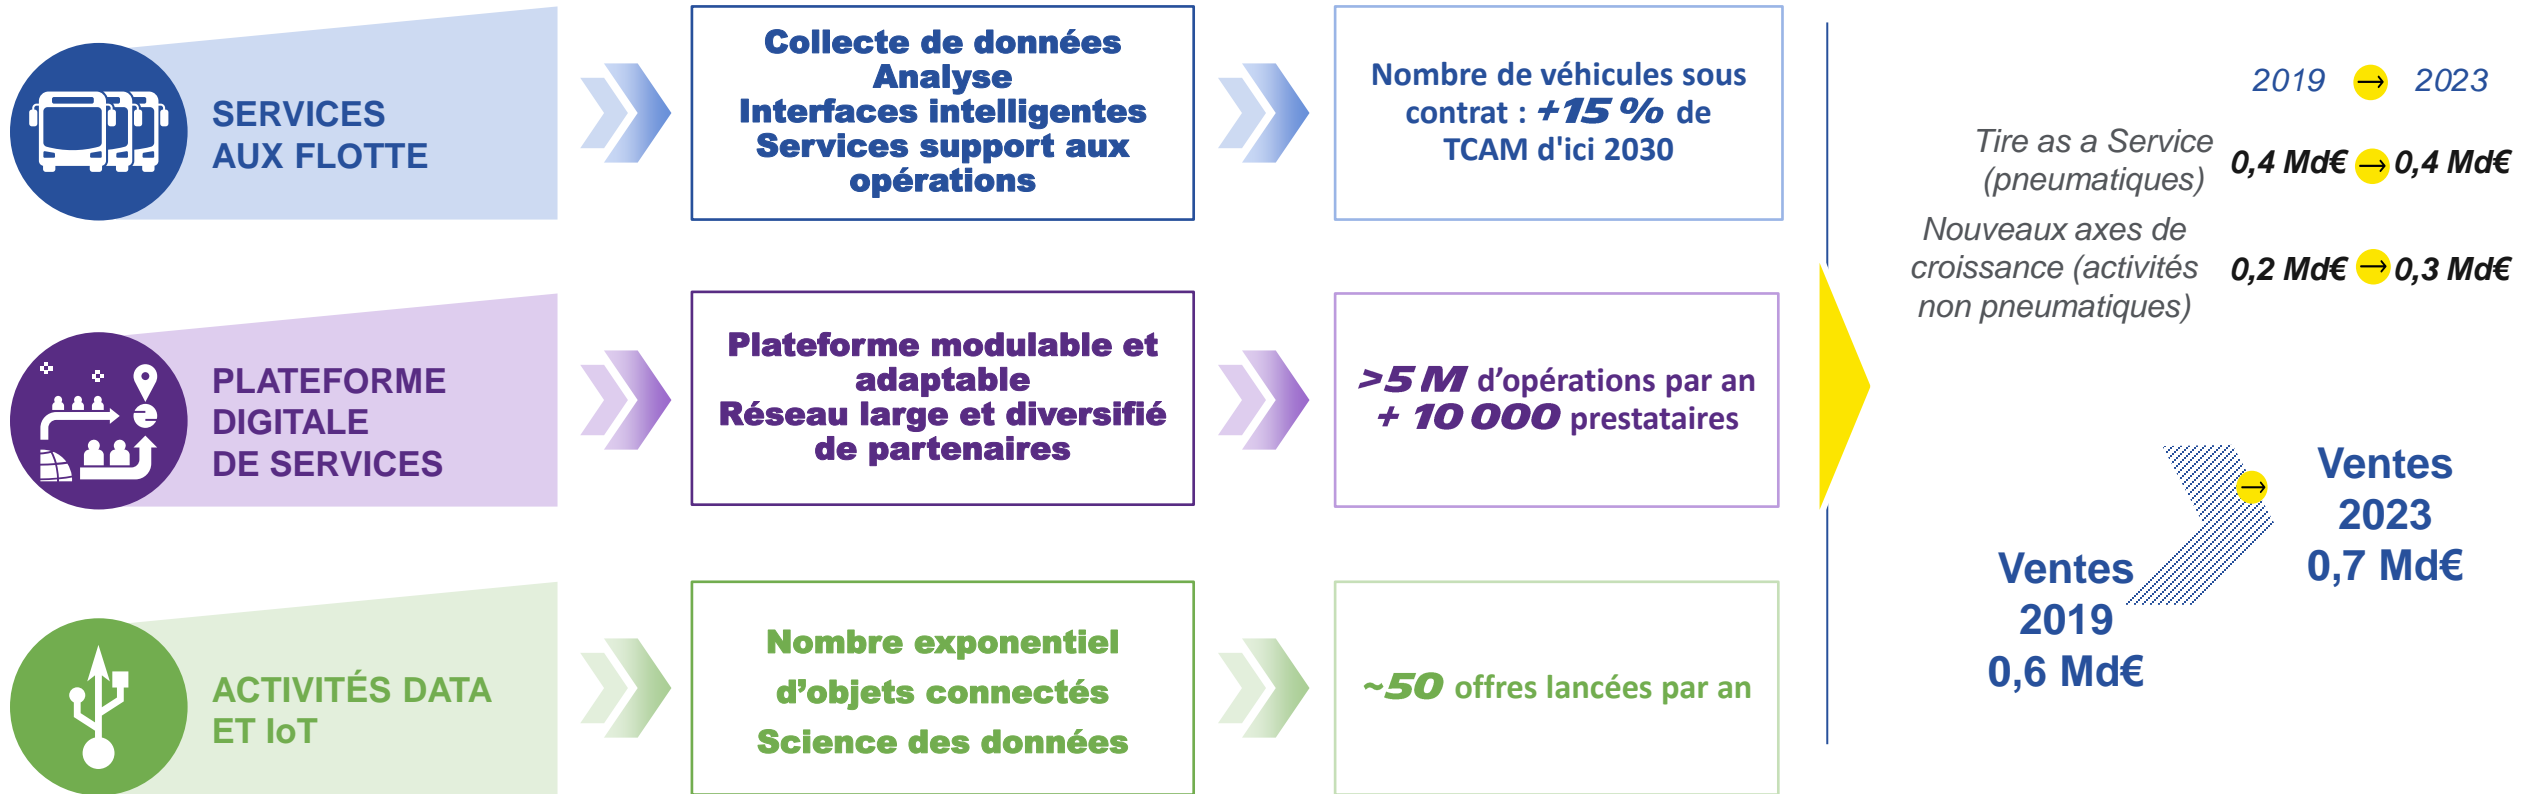 SERVICES
AUX FLOTTE
Collecte de données
Analyse
Interfaces intelligentes
Services support aux
opérations
Nombre de véhicules sous
contrat : +15 % de
TCAM d'ici 2030
PLATEFORME
DIGITALE
DE SERVICES
Plateforme modulable et
adaptable
Réseau large et diversifié
de partenaires
>5 M d’opérations par an
+ 10 000 prestataires
ACTIVITÉS DATA
ET IoT
Nombre exponentiel
d’objets connectés
Science des données
~50 offres lancées par an
2019 → 2023
Tire as a Service
(pneumatiques)
0,4 Md€ → 0,4 Md€
Nouveaux axes de
croissance (activités
non pneumatiques)
0,2 Md€ → 0,3 Md€
Ventes
2019
0,6 Md€
→
Ventes
2023
0,7 Md€